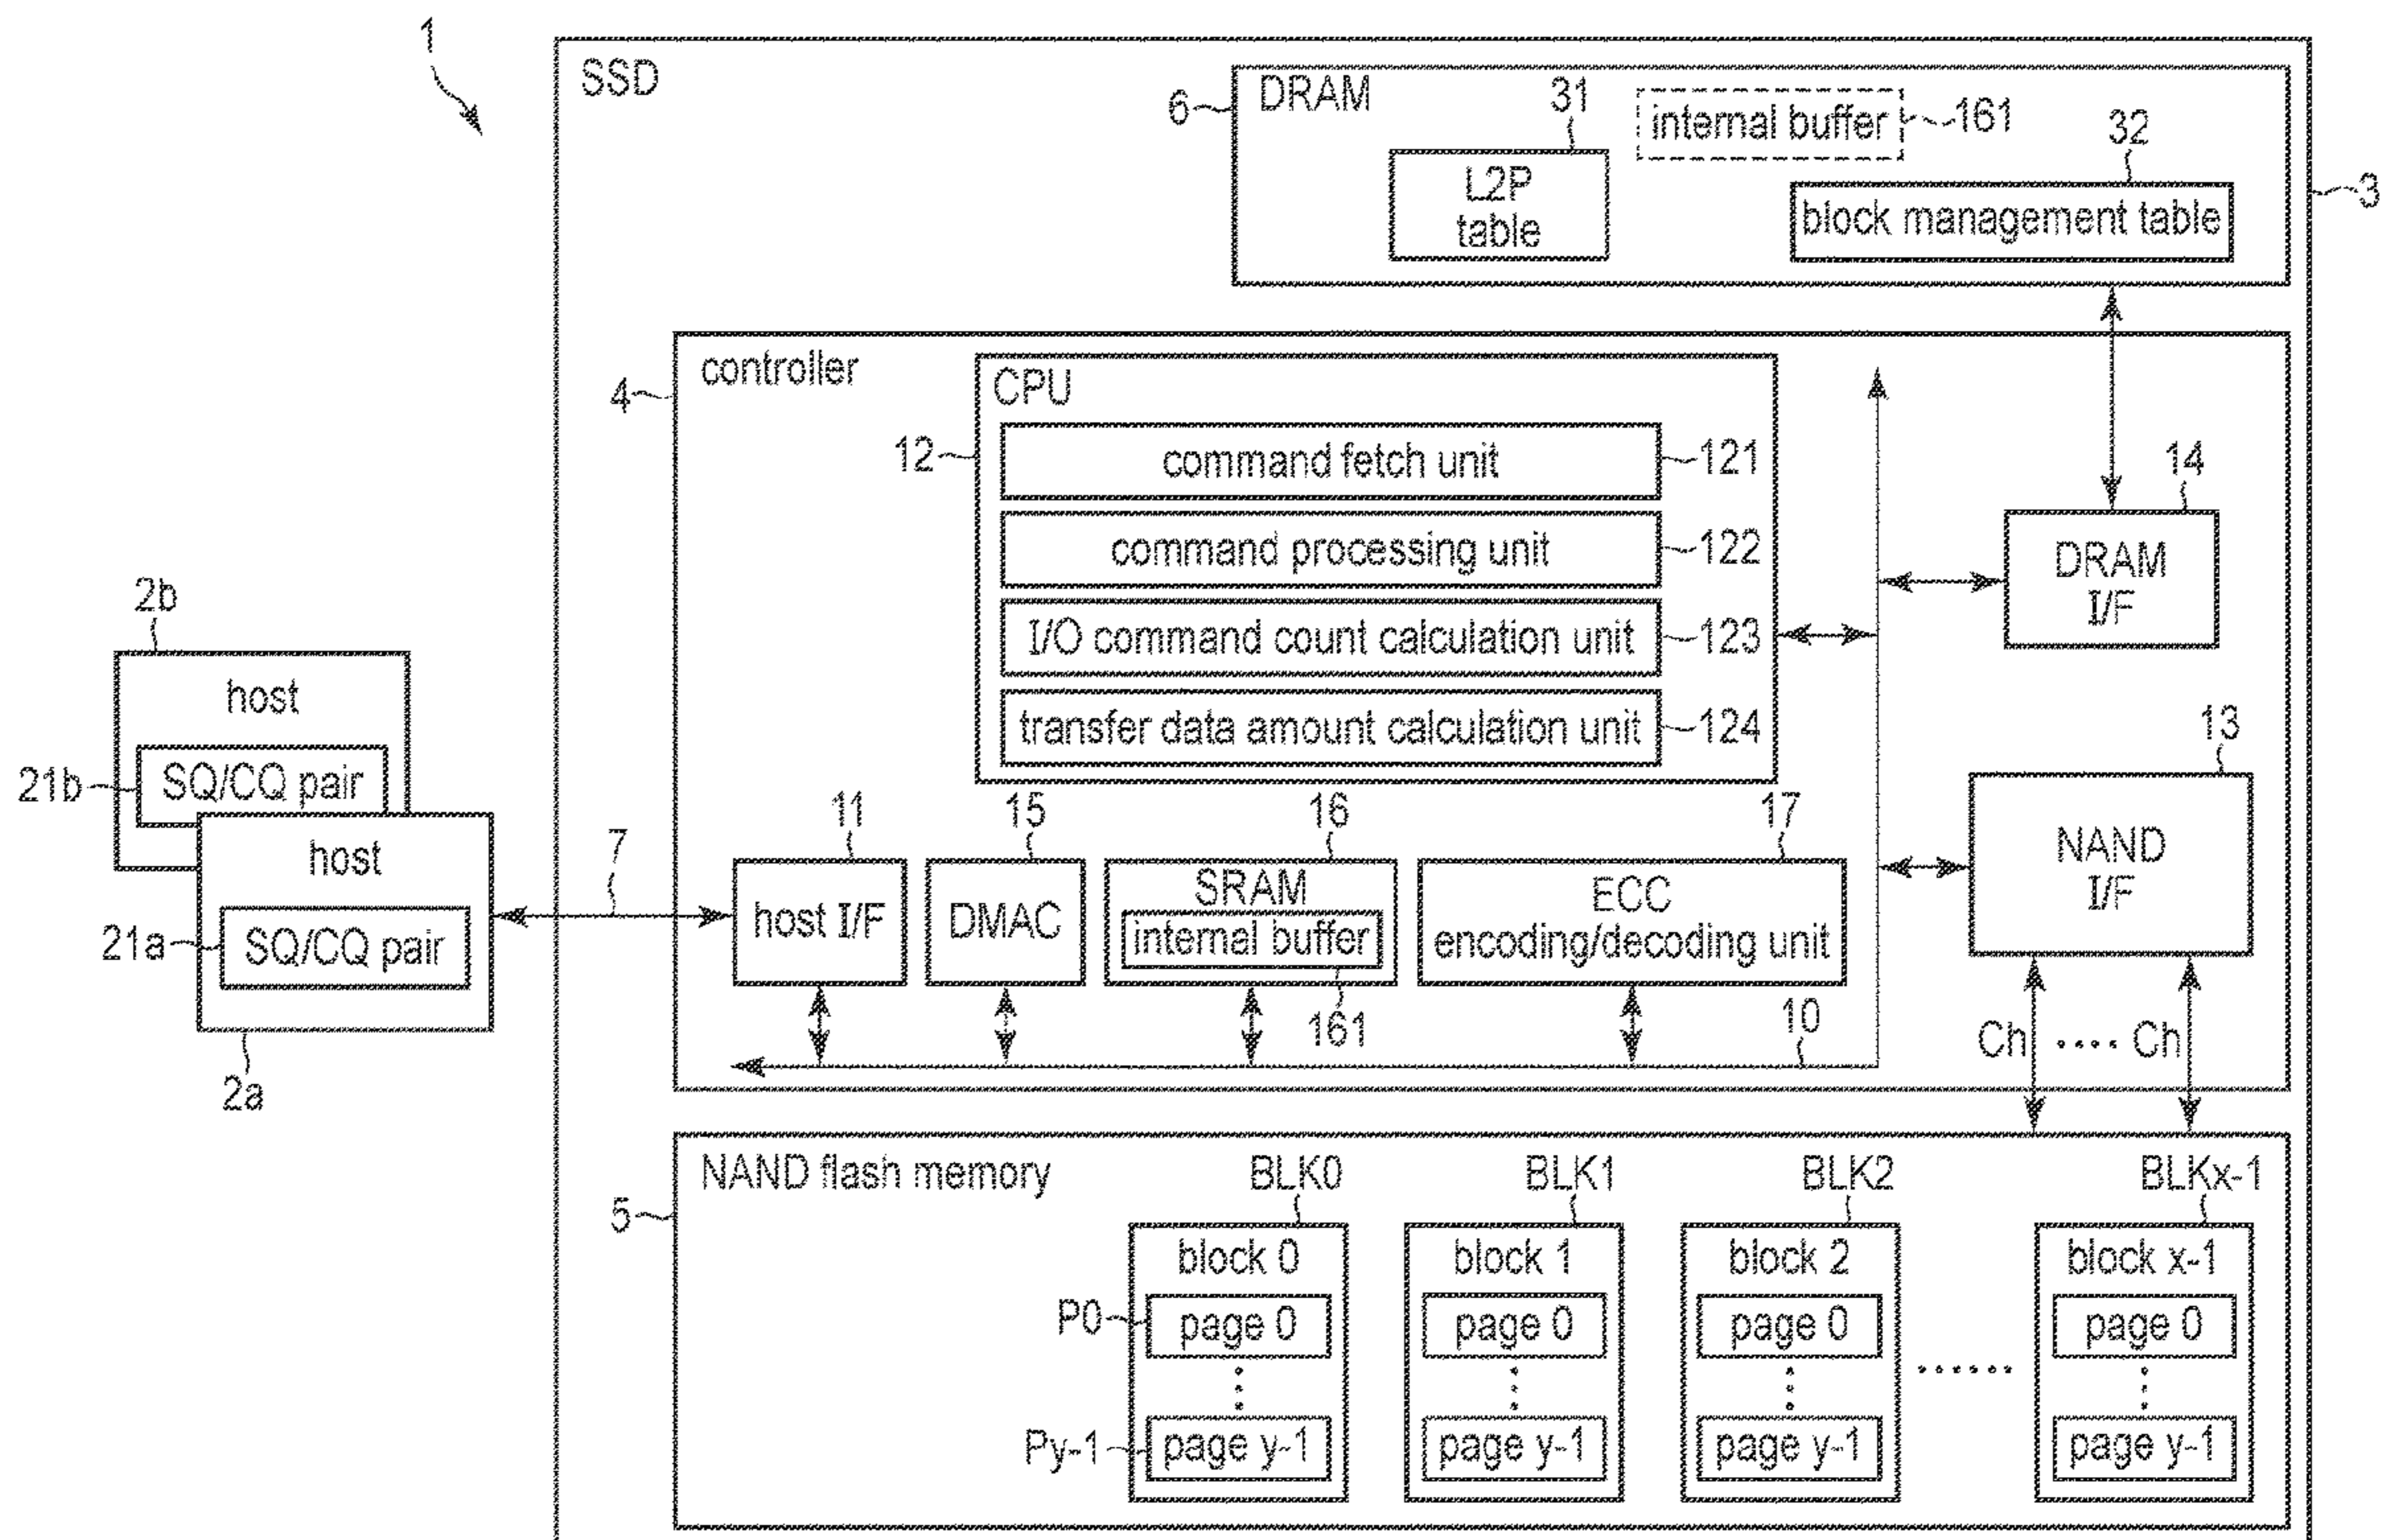 1
SSD
6
DRAM
31
internal buffer
161
32
L2P
table
block management table
3
4
controller
CPU
12
command fetch unit
121
command processing unit
122
I/O command count calculation unit
123
transfer data amount calculation unit
124
14
DRAM
I/F
13
NAND
I/F
2b
host
21b
SQ/CQ pair
host
21a
SQ/CQ pair
2a
7
11
host I/F
15
DMAC
16
SRAM
internal buffer
161
17
ECC
encoding/decoding unit
10
Ch ···· Ch
5
NAND flash memory
BLK0
BLK1
BLK2
BLKx-1
block 0
block 1
block 2
block x-1
P0
page 0
page 0
page 0
page 0
Py-1
page y-1
page y-1
page y-1
page y-1